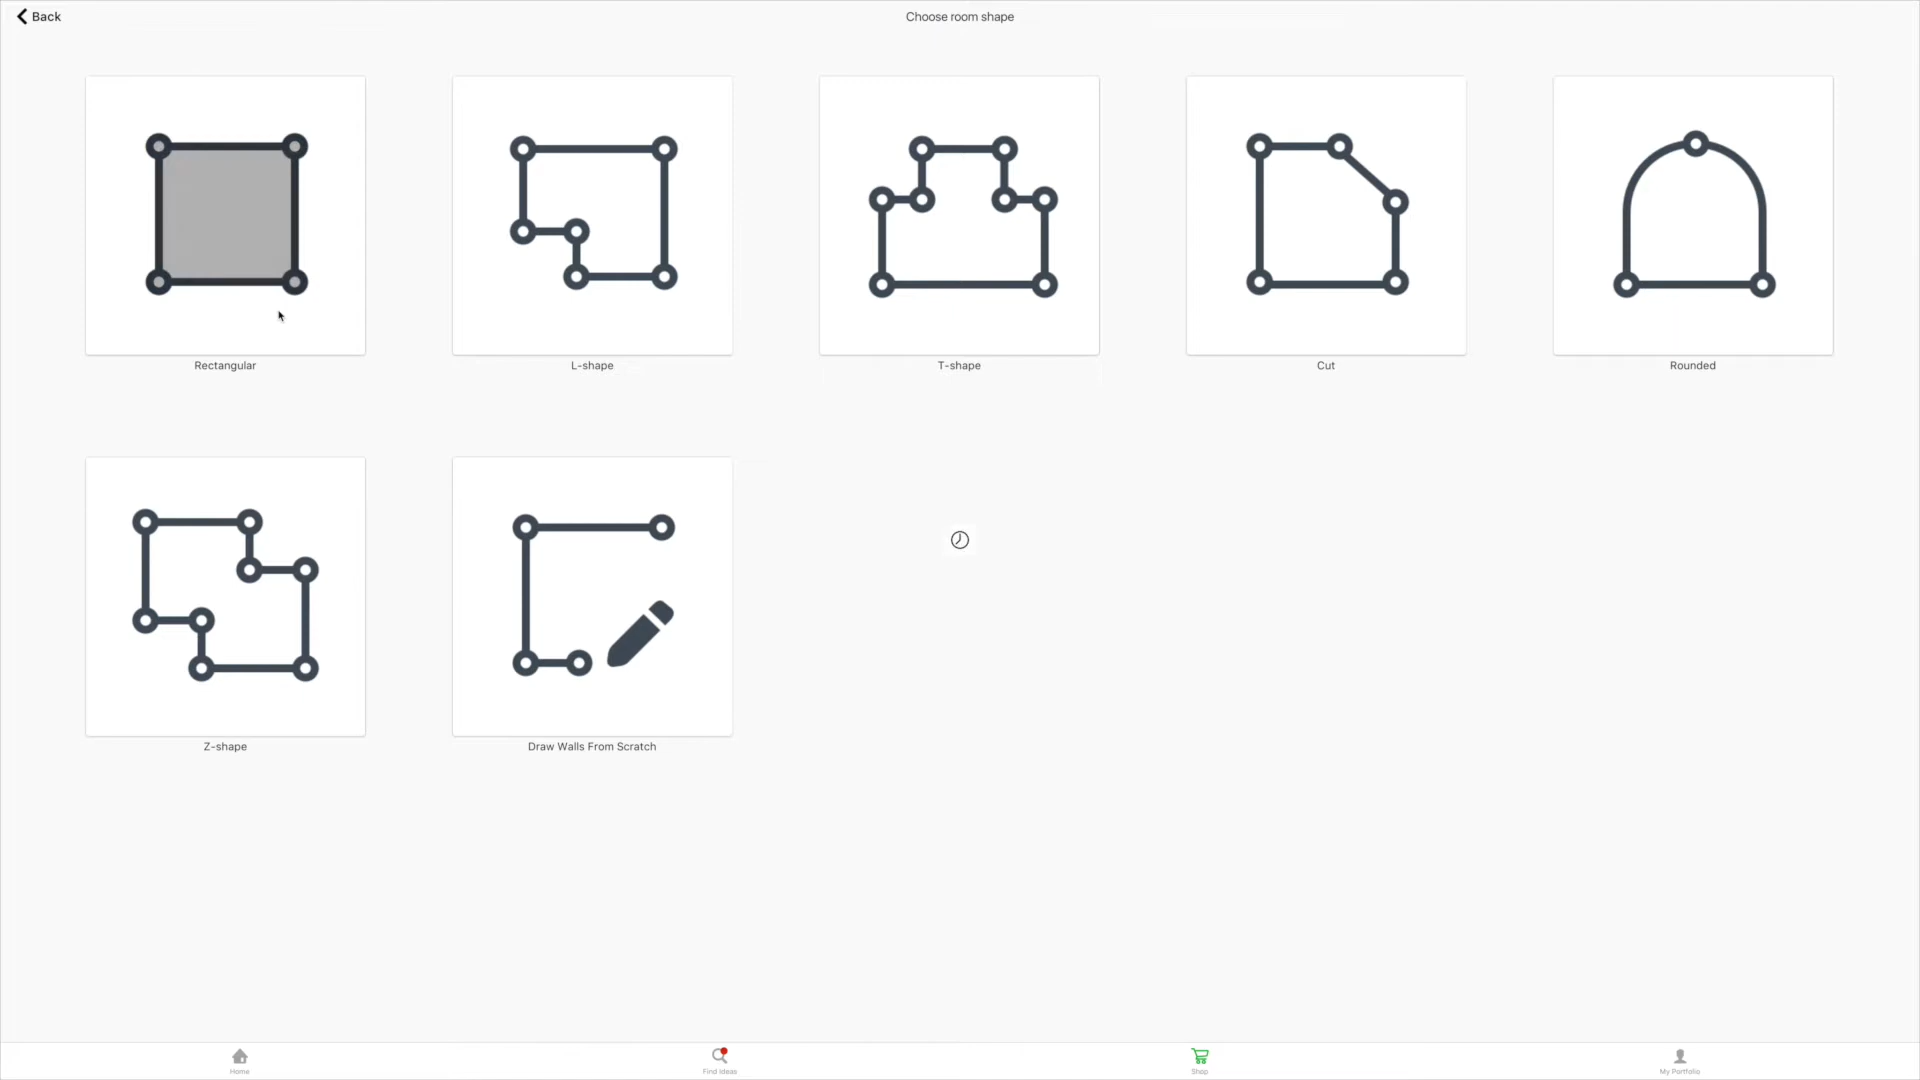 Back
Choose room shape
Rectangular
L-shape
T-shape
Cut
Rounded
Z-shape
Draw Walls From Scratch
Home
Find Ideas
Shop
My Portfolio